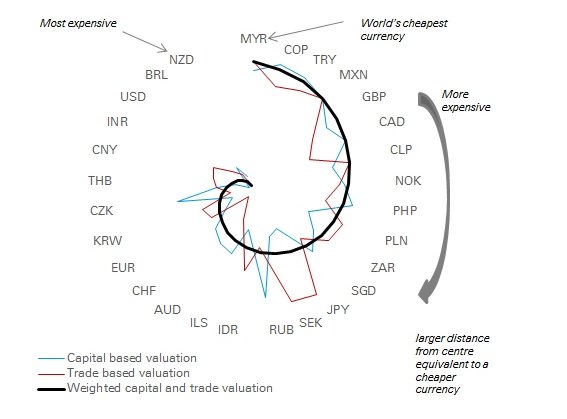 Most expensive
World's cheapest
currency
MYR
COP
TRY
MXN
GBP
CAD
CLP
NOK
PHP
PLN
ZAR
SGD
JPY
SEK
RUB
IDR
ILS
AUD
CHF
EUR
KRW
CZK
THB
CNY
INR
USD
BRL
NZD
More
expensive
larger distance
from centre
equivalent to a
cheaper
currency
Capital based valuation
Trade based valuation
Weighted capital and trade valuation